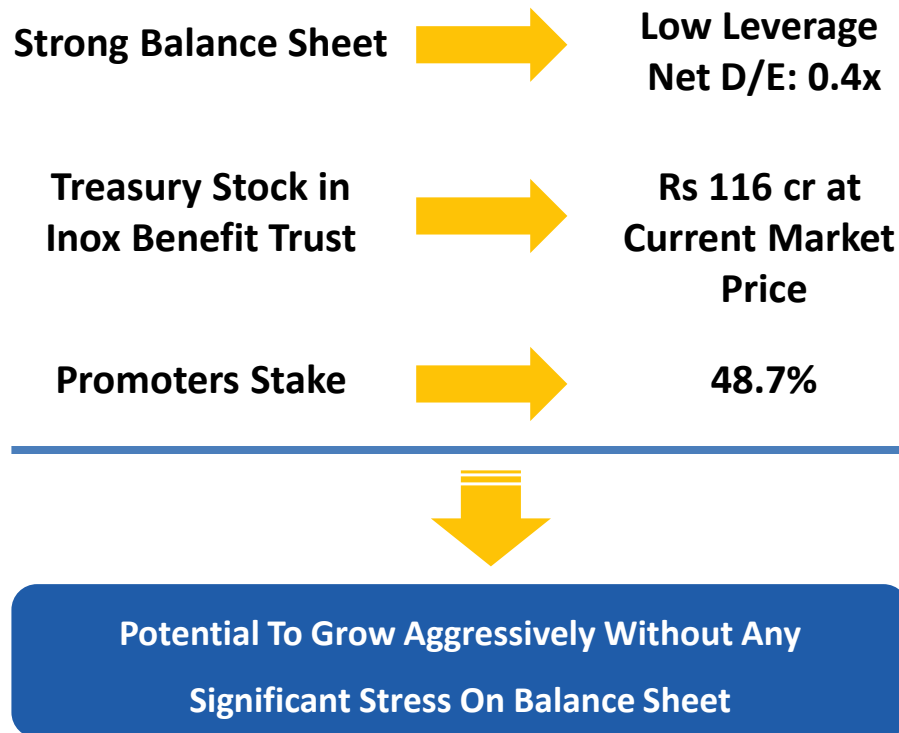 Strong Balance Sheet
Low Leverage
Net D/E: 0.4x
Treasury Stock in
Inox Benefit Trust
Rs 116 cr at
Current Market
Price
Promoters Stake
48.7%
Potential To Grow Aggressively Without Any
Significant Stress On Balance Sheet